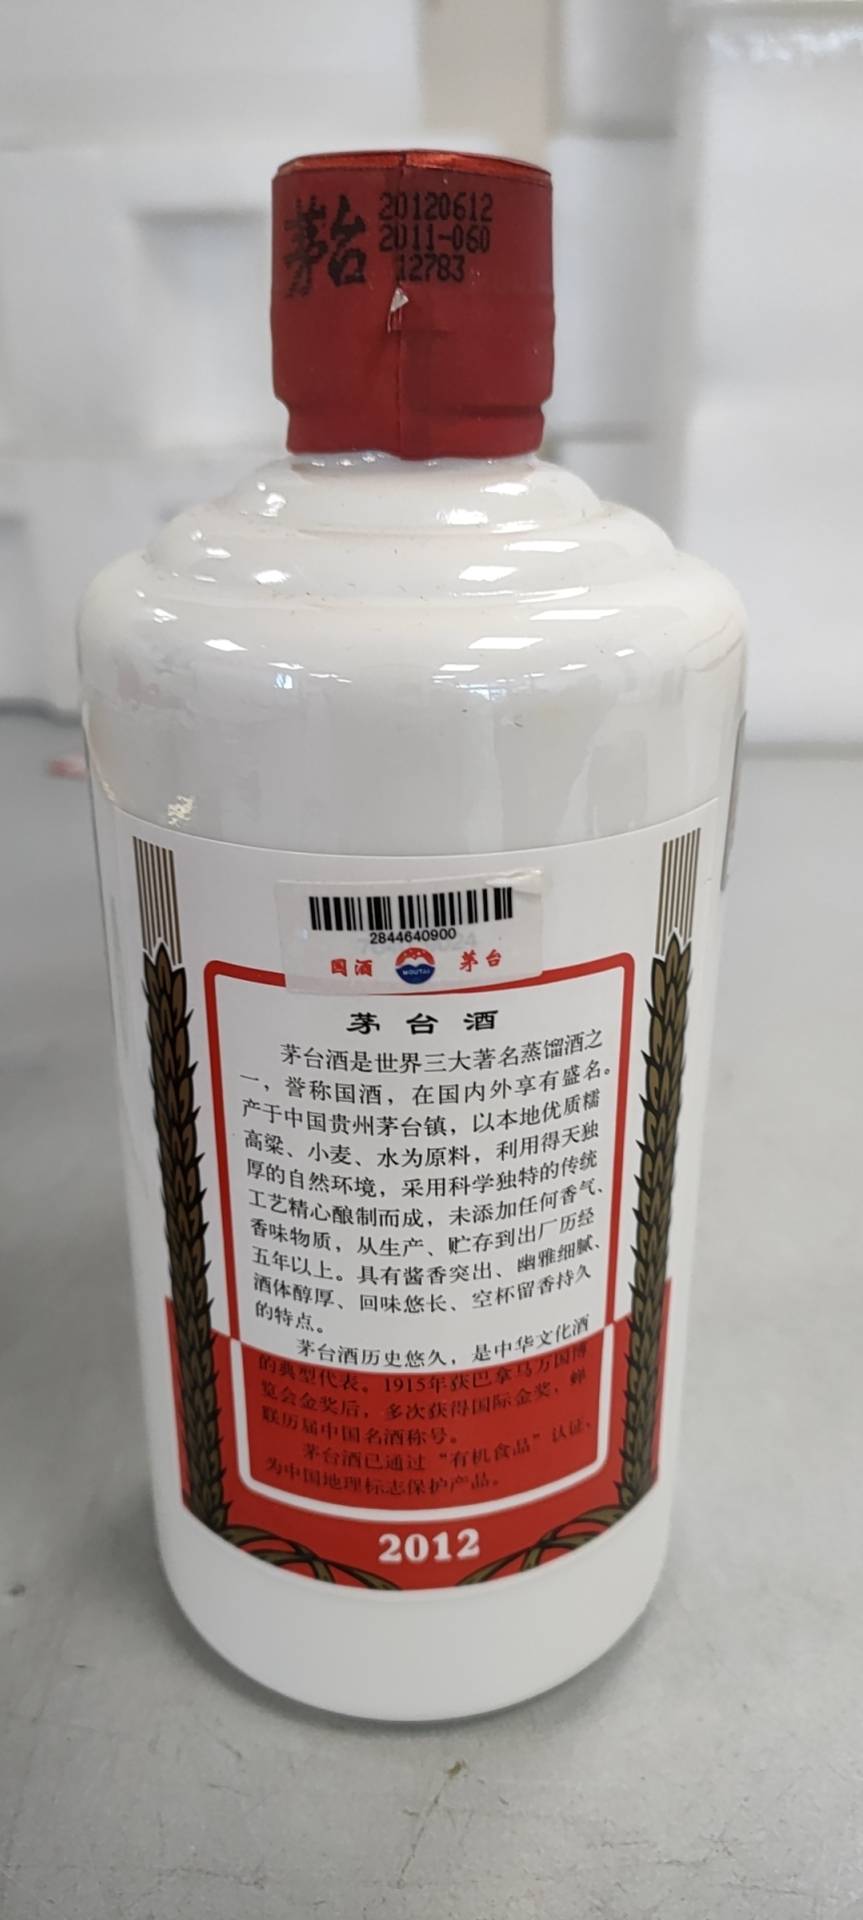 茅台
20120612
2011-060
12783
2844640900
国酒
MOUTAI
茅台
茅台酒
茅台酒是世界三大著名蒸馏酒之
一，誉称国酒，在国内外享有盛名。
产于中国贵州茅台镇，以本地优质糯
高粱、小麦、水为原料，利用得天独
厚的自然环境，采用科学独特的传统
工艺精心酿制而成，未添加任何香气、
香味物质，从生产、贮存到出厂历经
五年以上。具有酱香突出、幽雅细腻、
酒体醇厚、回味悠长、空杯留香持久
的特点。
茅台酒历史悠久，是中华文化酒
的典型代表。1915年获巴拿马万国博
览会金奖后，多次获得国际金奖，蝉
联历届中国名酒称号。
茅台酒已通过“有机食品”认证，
为中国地理标志保护产品。
2012